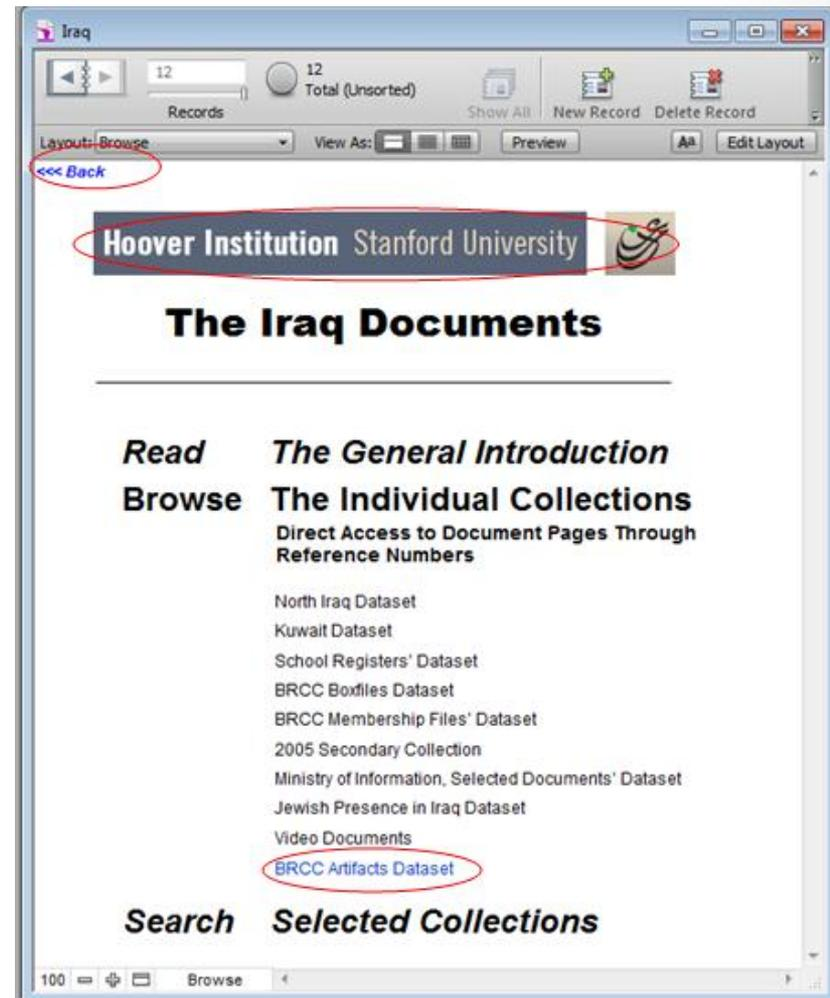 Iraq
12
12
Total (Unsorted)
Records
Show All
New Record
Delete Record
Layout: Browse
View As:
Preview
Aa
Edit Layout
<<< Back
Hoover Institution Stanford University
The Iraq Documents
Read The General Introduction
Browse The Individual Collections
Direct Access to Document Pages Through
Reference Numbers
North Iraq Dataset
Kuwait Dataset
School Registers' Dataset
BRCC Boxfiles Dataset
BRCC Membership Files' Dataset
2005 Secondary Collection
Ministry of Information, Selected Documents' Dataset
Jewish Presence in Iraq Dataset
Video Documents
BRCC Artifacts Dataset
Search Selected Collections
100
Browse